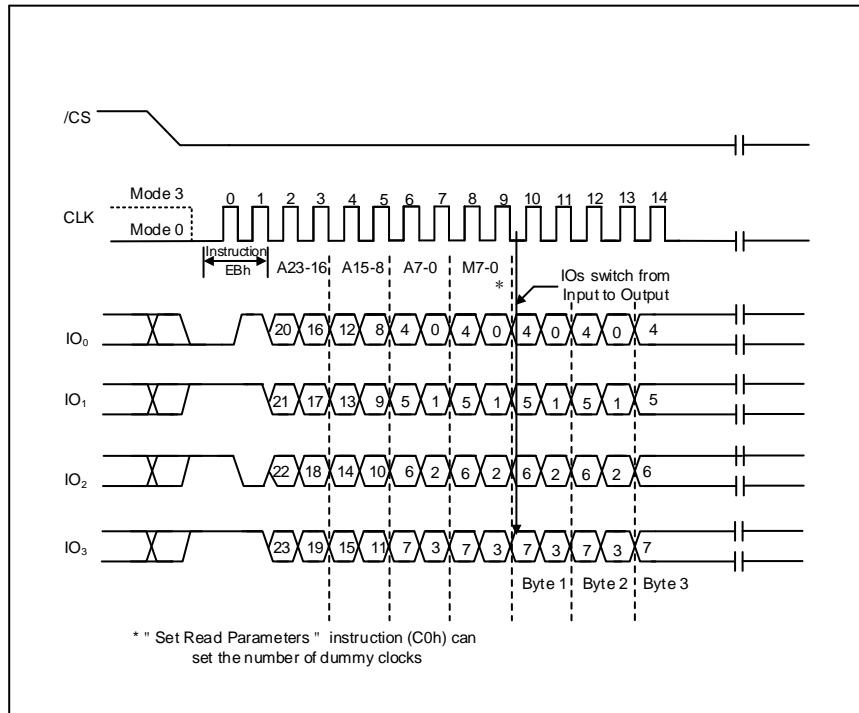 /CS
Mode 3
0 1 2 3 4 5 6 7 8 9 10 11 12 13 14
CLK
Mode 0
Instruction
EBh
A23-16 A15-8 A7-0 M7-0
*
IOs switch from
Input to Output
IO₀
20 16 12 8 4 0 4 0 4 0 4 0 4
IO₁
21 17 13 9 5 1 5 1 5 1 5 1 5
IO₂
22 18 14 10 6 2 6 2 6 2 6 2 6
IO₃
23 19 15 11 7 3 7 3 7 3 7 3 7
Byte 1 Byte 2 Byte 3
* " Set Read Parameters " instruction (C0h) can
set the number of dummy clocks